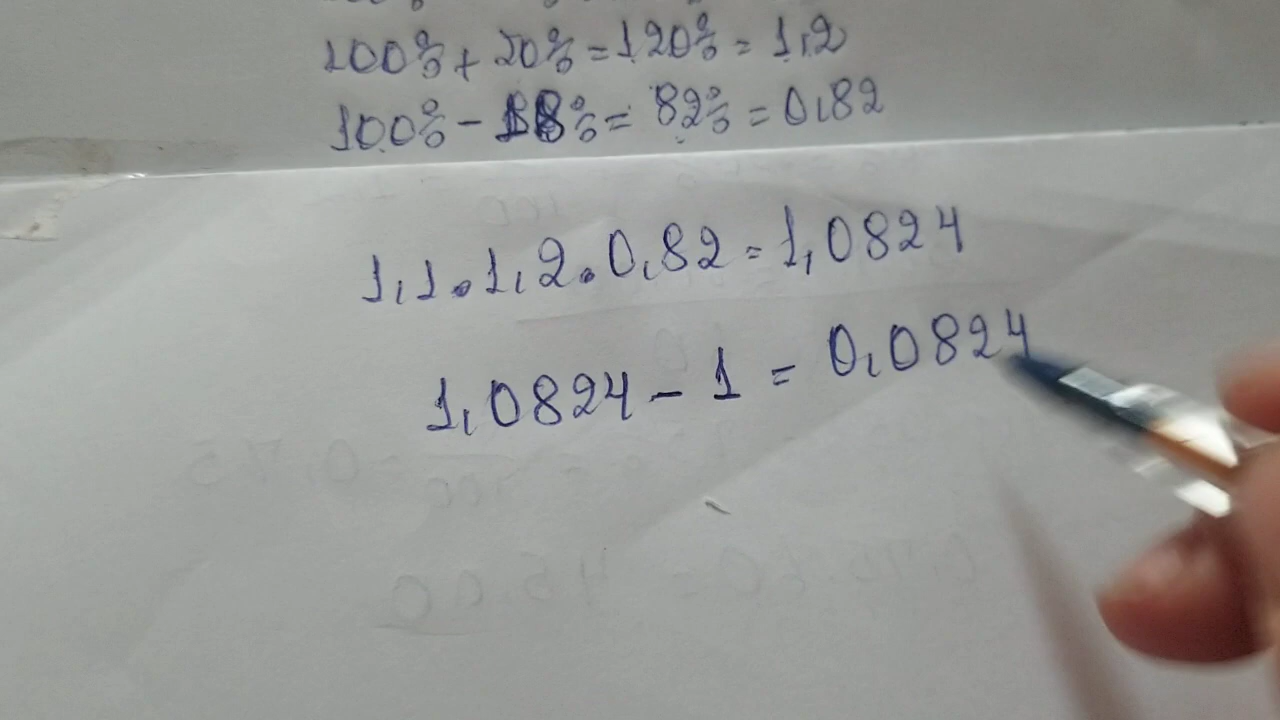 100% + 20% = 120% = 1,2
100% - 18% = 82% = 0,82
1,1 . 1,2 . 0,82 = 1,0824
1,0824 - 1 = 0,0824